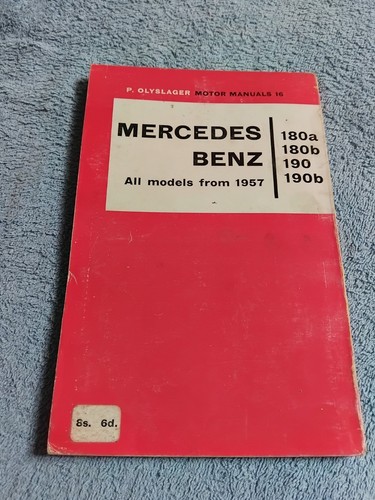 P. OLYSLAGER MOTOR MANUALS 16
MERCEDES
BENZ
All models from 1957
180a
180b
190
190b
8s. 6d.